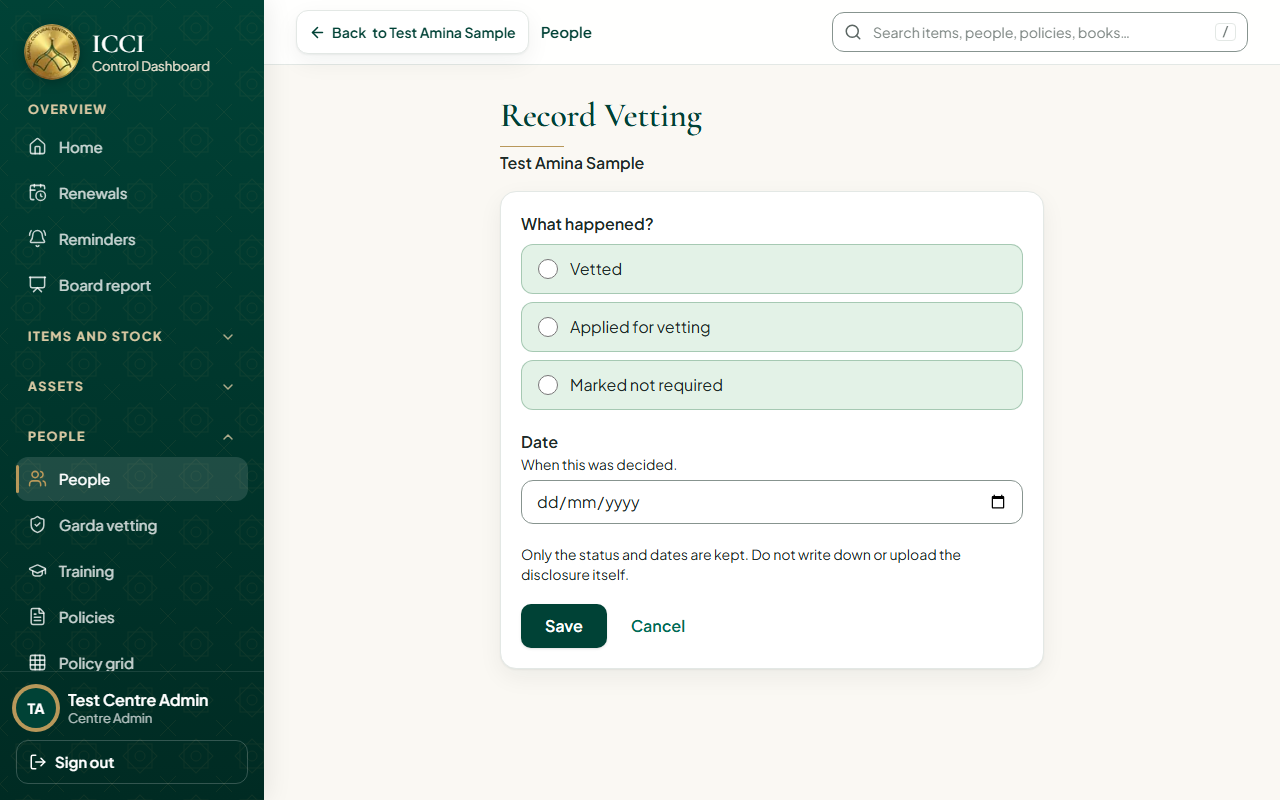 ICCI
Control Dashboard
OVERVIEW
Home
Renewals
Reminders
Board report
ITEMS AND STOCK
ASSETS
PEOPLE
People
Garda vetting
Training
Policies
Policy grid
TA
Test Centre Admin
Centre Admin
Sign out
Back to Test Amina Sample
People
Search items, people, policies, books…
/
Record Vetting
Test Amina Sample
What happened?
Vetted
Applied for vetting
Marked not required
Date
When this was decided.
dd/mm/yyyy
Only the status and dates are kept. Do not write down or upload the
disclosure itself.
Save
Cancel